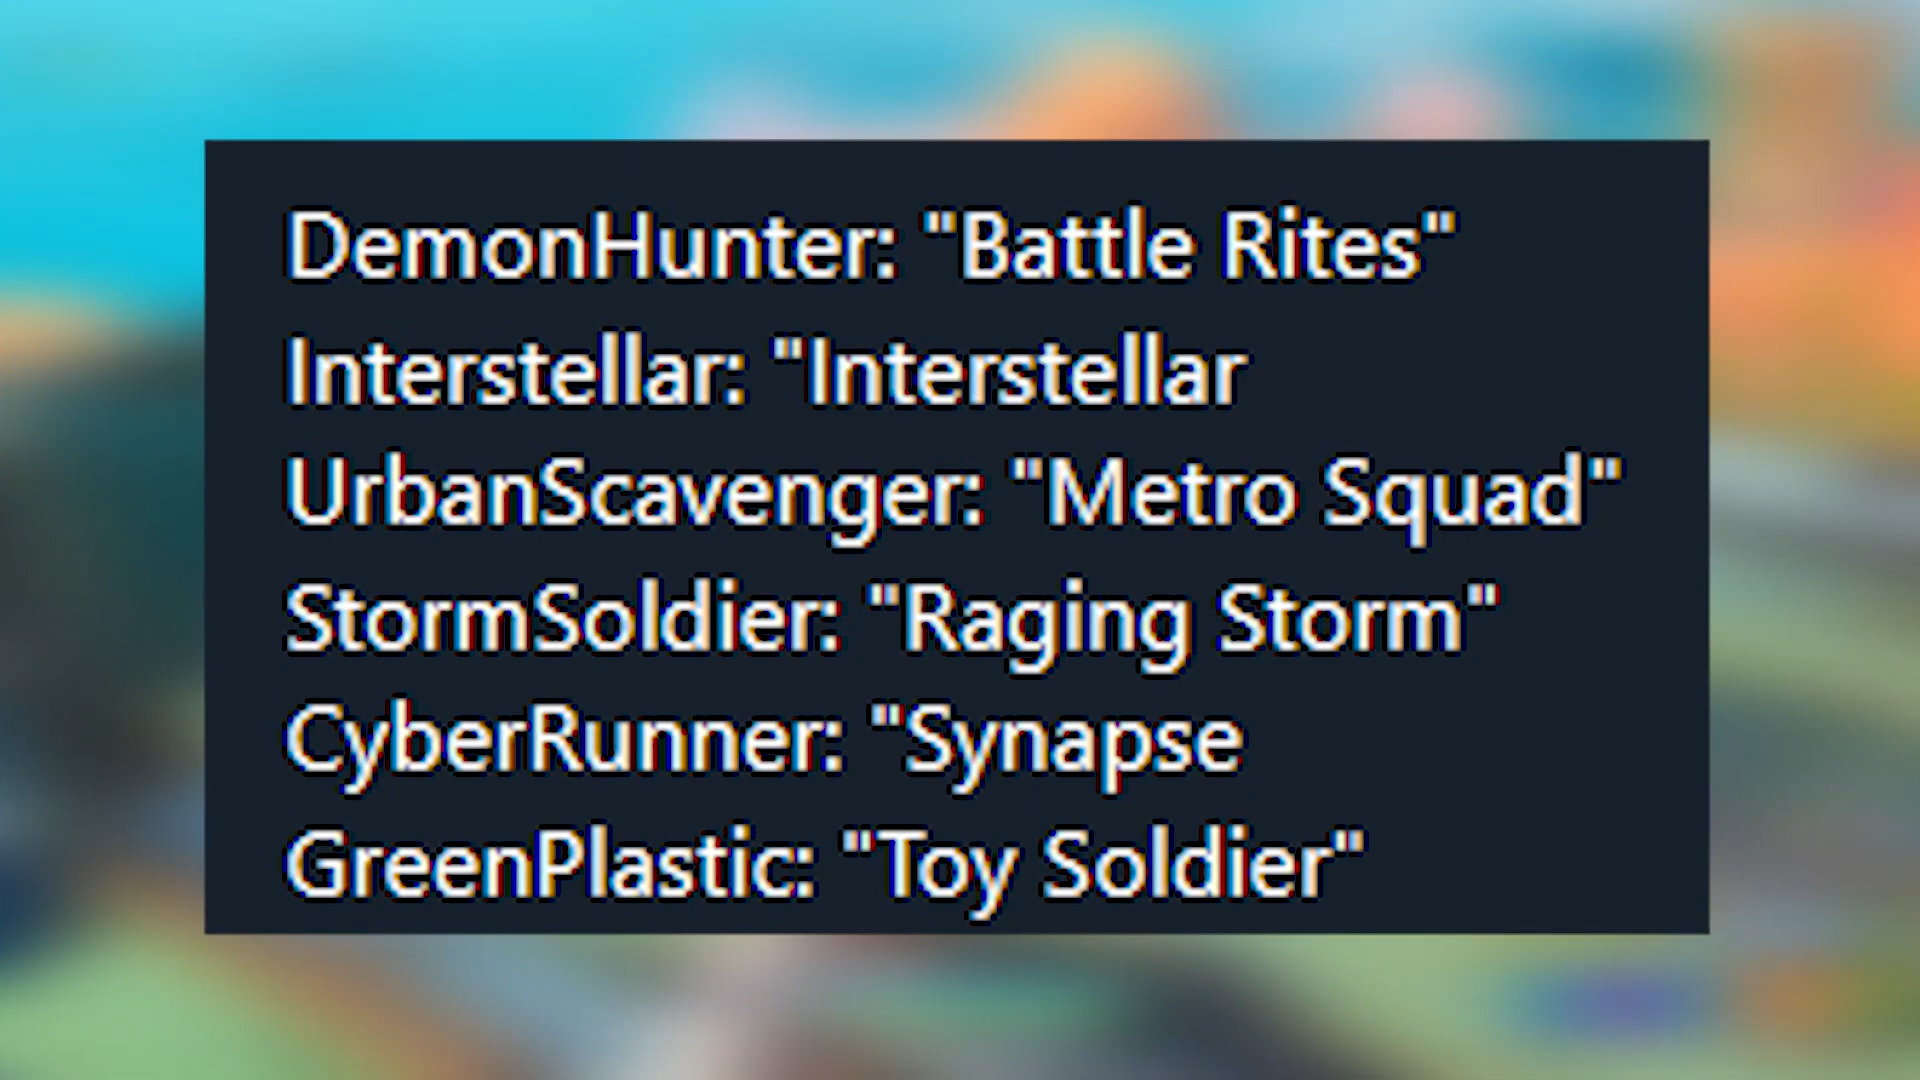 DemonHunter: "Battle Rites"
Interstellar: "Interstellar
UrbanScavenger: "Metro Squad"
StormSoldier: "Raging Storm"
CyberRunner: "Synapse
GreenPlastic: "Toy Soldier"